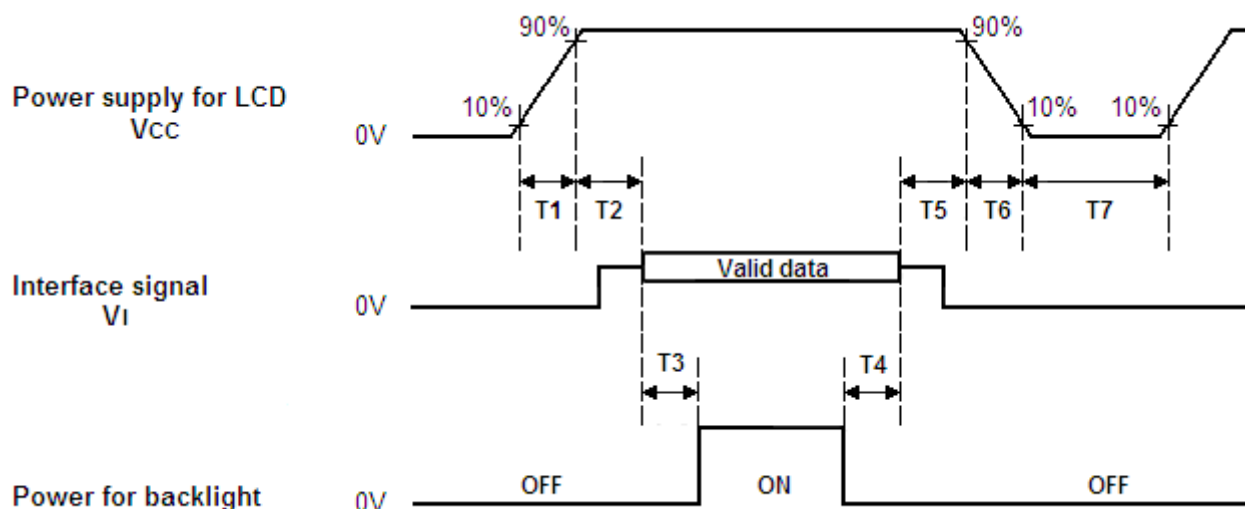 90% 90%
Power supply for LCD
VCC
10% 10% 10%
0V
T1 T2 T5 T6 T7
Valid data
Interface signal
VI
0V
T3 T4
OFF ON OFF
Power for backlight
0V